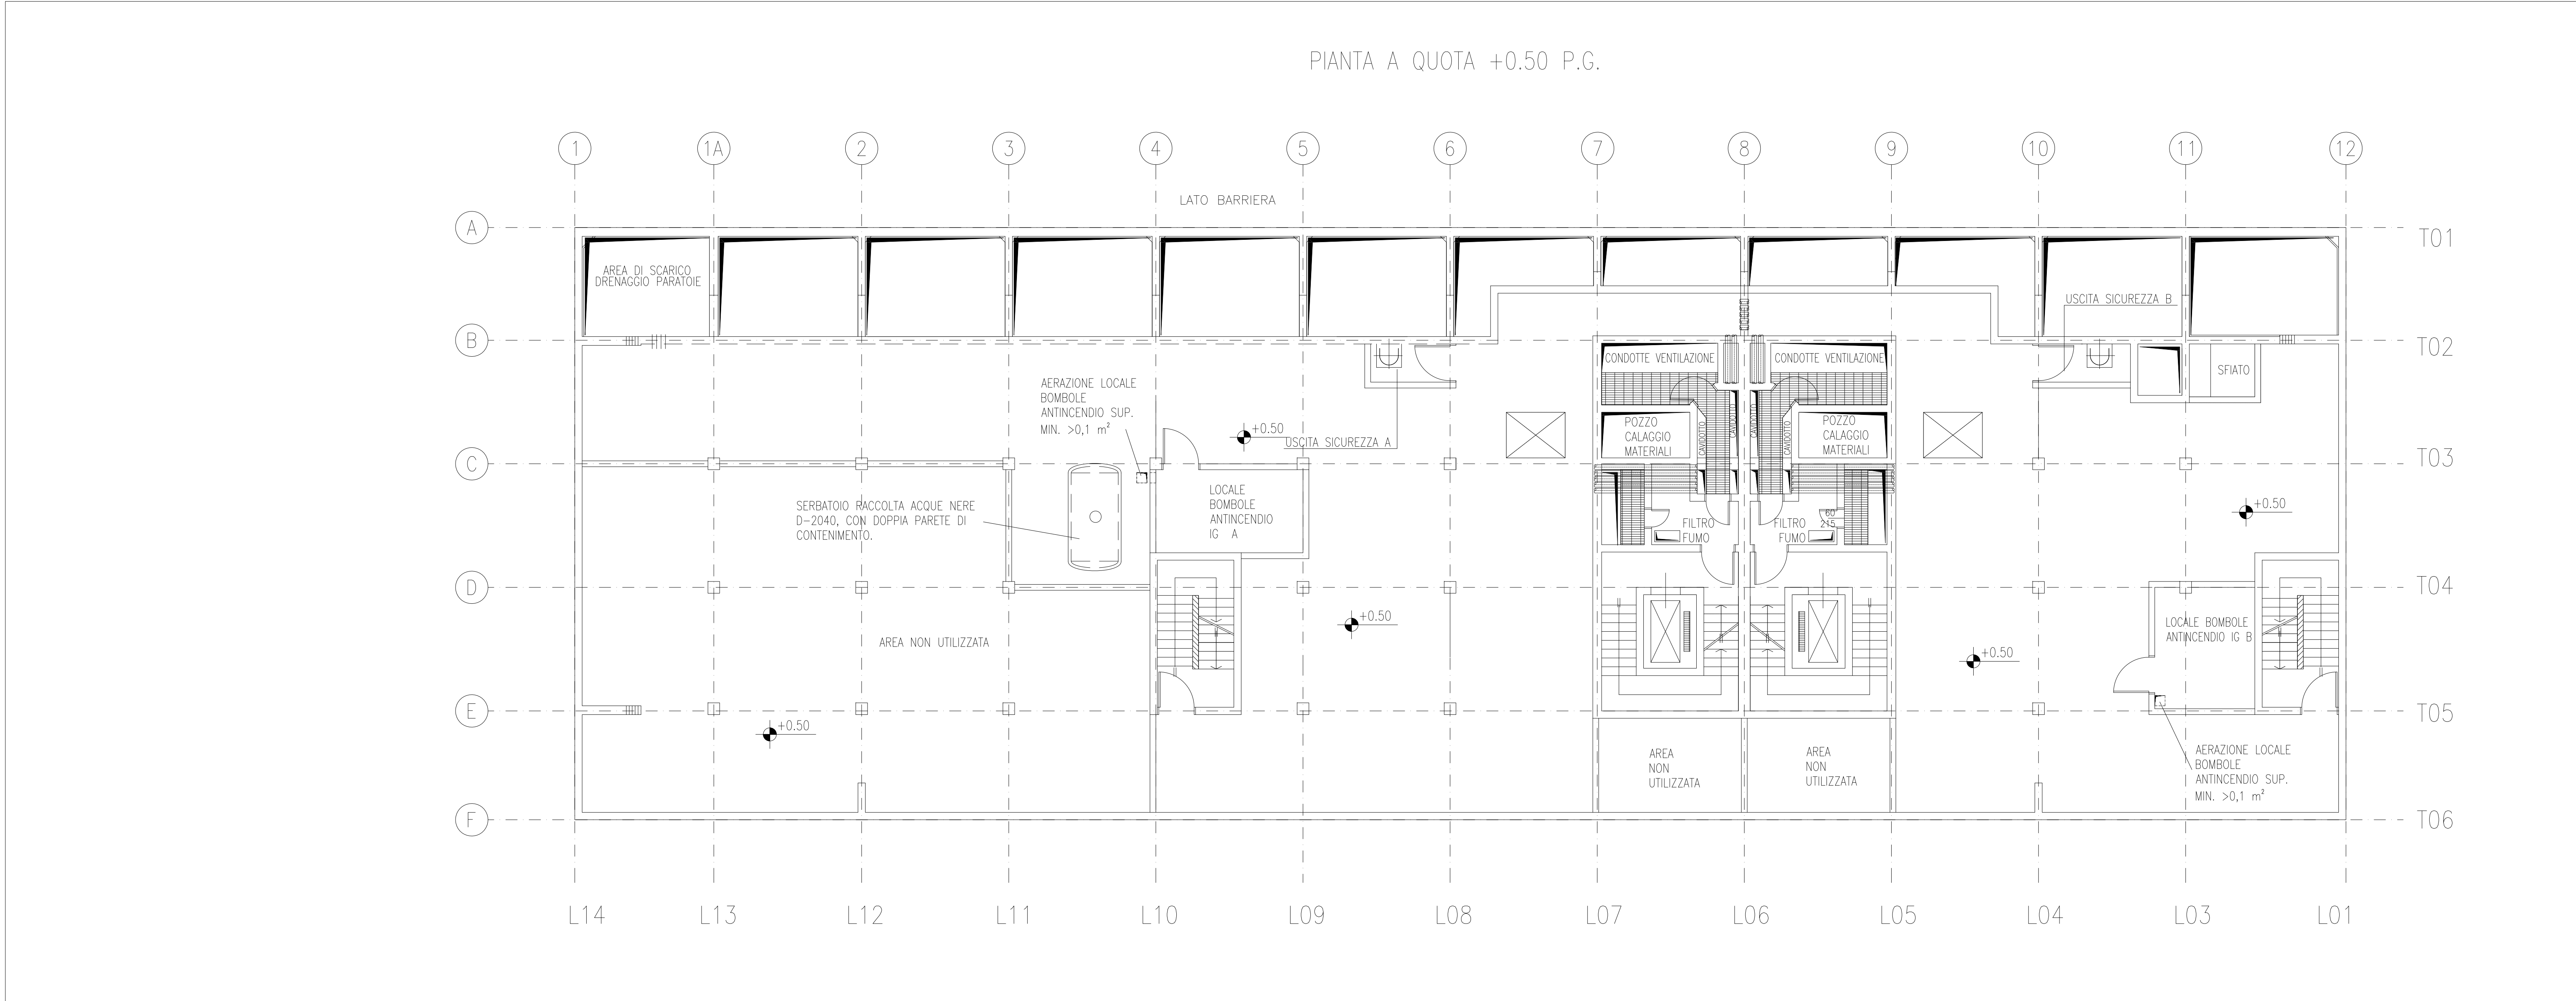 PIANTA A QUOTA +0.50 P.G.
1
1A
2
3
4
5
6
7
8
9
10
11
12
LATO BARRIERA
A
T01
AREA DI SCARICO
DRENAGGIO PARATOIE
USCITA SICUREZZA B
B
T02
CONDOTTE VENTILAZIONE
CONDOTTE VENTILAZIONE
SFIATO
AERAZIONE LOCALE
BOMBOLE
ANTINCENDIO SUP.
MIN. >0,1 m²
+0.50
USCITA SICUREZZA A
POZZO
CALAGGIO
MATERIALI
CAVIDOTTO
CAVIDOTTO
CAVIDOTTO
CAVIDOTTO
POZZO
CALAGGIO
MATERIALI
C
T03
SERBATOIO RACCOLTA ACQUE NERE
D-2040, CON DOPPIA PARETE DI
CONTENIMENTO.
LOCALE
BOMBOLE
ANTINCENDIO
IG A
FILTRO
FUMO
FILTRO
FUMO
60
215
+0.50
D
T04
+0.50
AREA NON UTILIZZATA
LOCALE BOMBOLE
ANTINCENDIO IG B
+0.50
E
T05
+0.50
AREA
NON
UTILIZZATA
AREA
NON
UTILIZZATA
AERAZIONE LOCALE
BOMBOLE
ANTINCENDIO SUP.
MIN. >0,1 m²
F
T06
L14
L13
L12
L11
L10
L09
L08
L07
L06
L05
L04
L03
L01